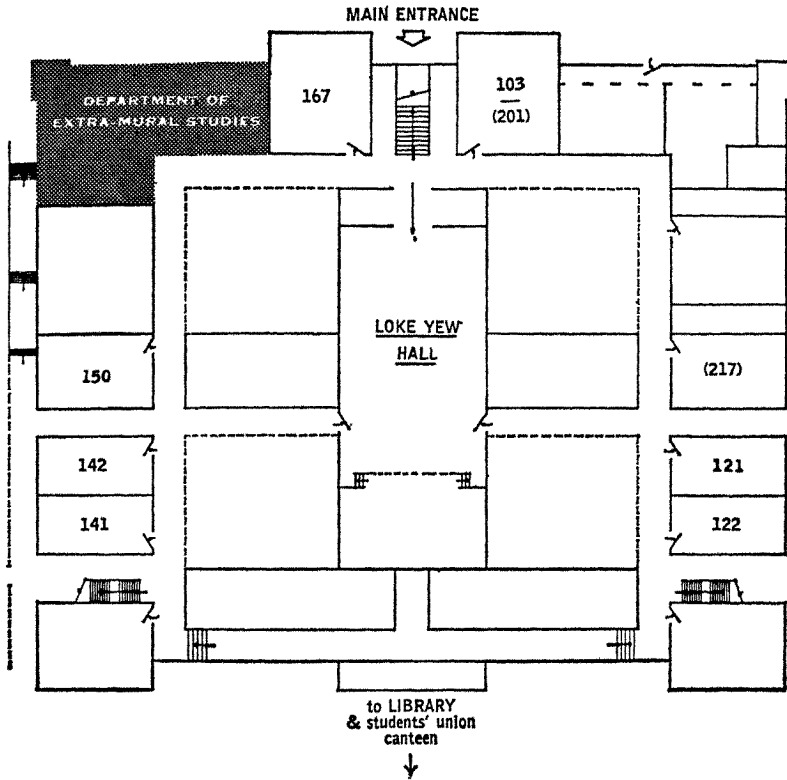 MAIN ENTRANCE
167
103
(201)
DEPARTMENT OF
EXTRA-MURAL STUDIES
LOKE YEW
HALL
150
(217)
142
121
141
122
to LIBRARY
& students' union
canteen